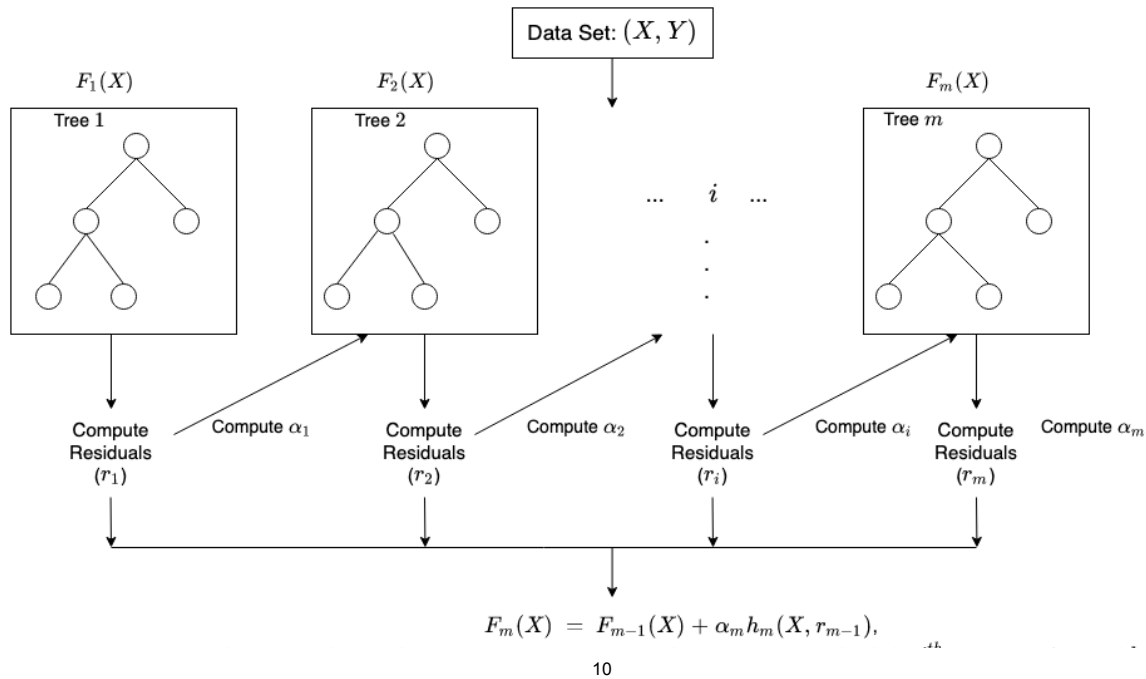 Data Set: (X, Y)
F₁(X)
F₂(X)
Fₘ(X)
Tree 1
Tree 2
Tree m
... i ...
.
.
.
Compute
Residuals
(r₁)
Compute α₁
Compute
Residuals
(r₂)
Compute α₂
Compute
Residuals
(rᵢ)
Compute αᵢ
Compute
Residuals
(rₘ)
Compute αₘ
Fₘ(X) = Fₘ₋₁(X) + αₘhₘ(X, rₘ₋₁),
10